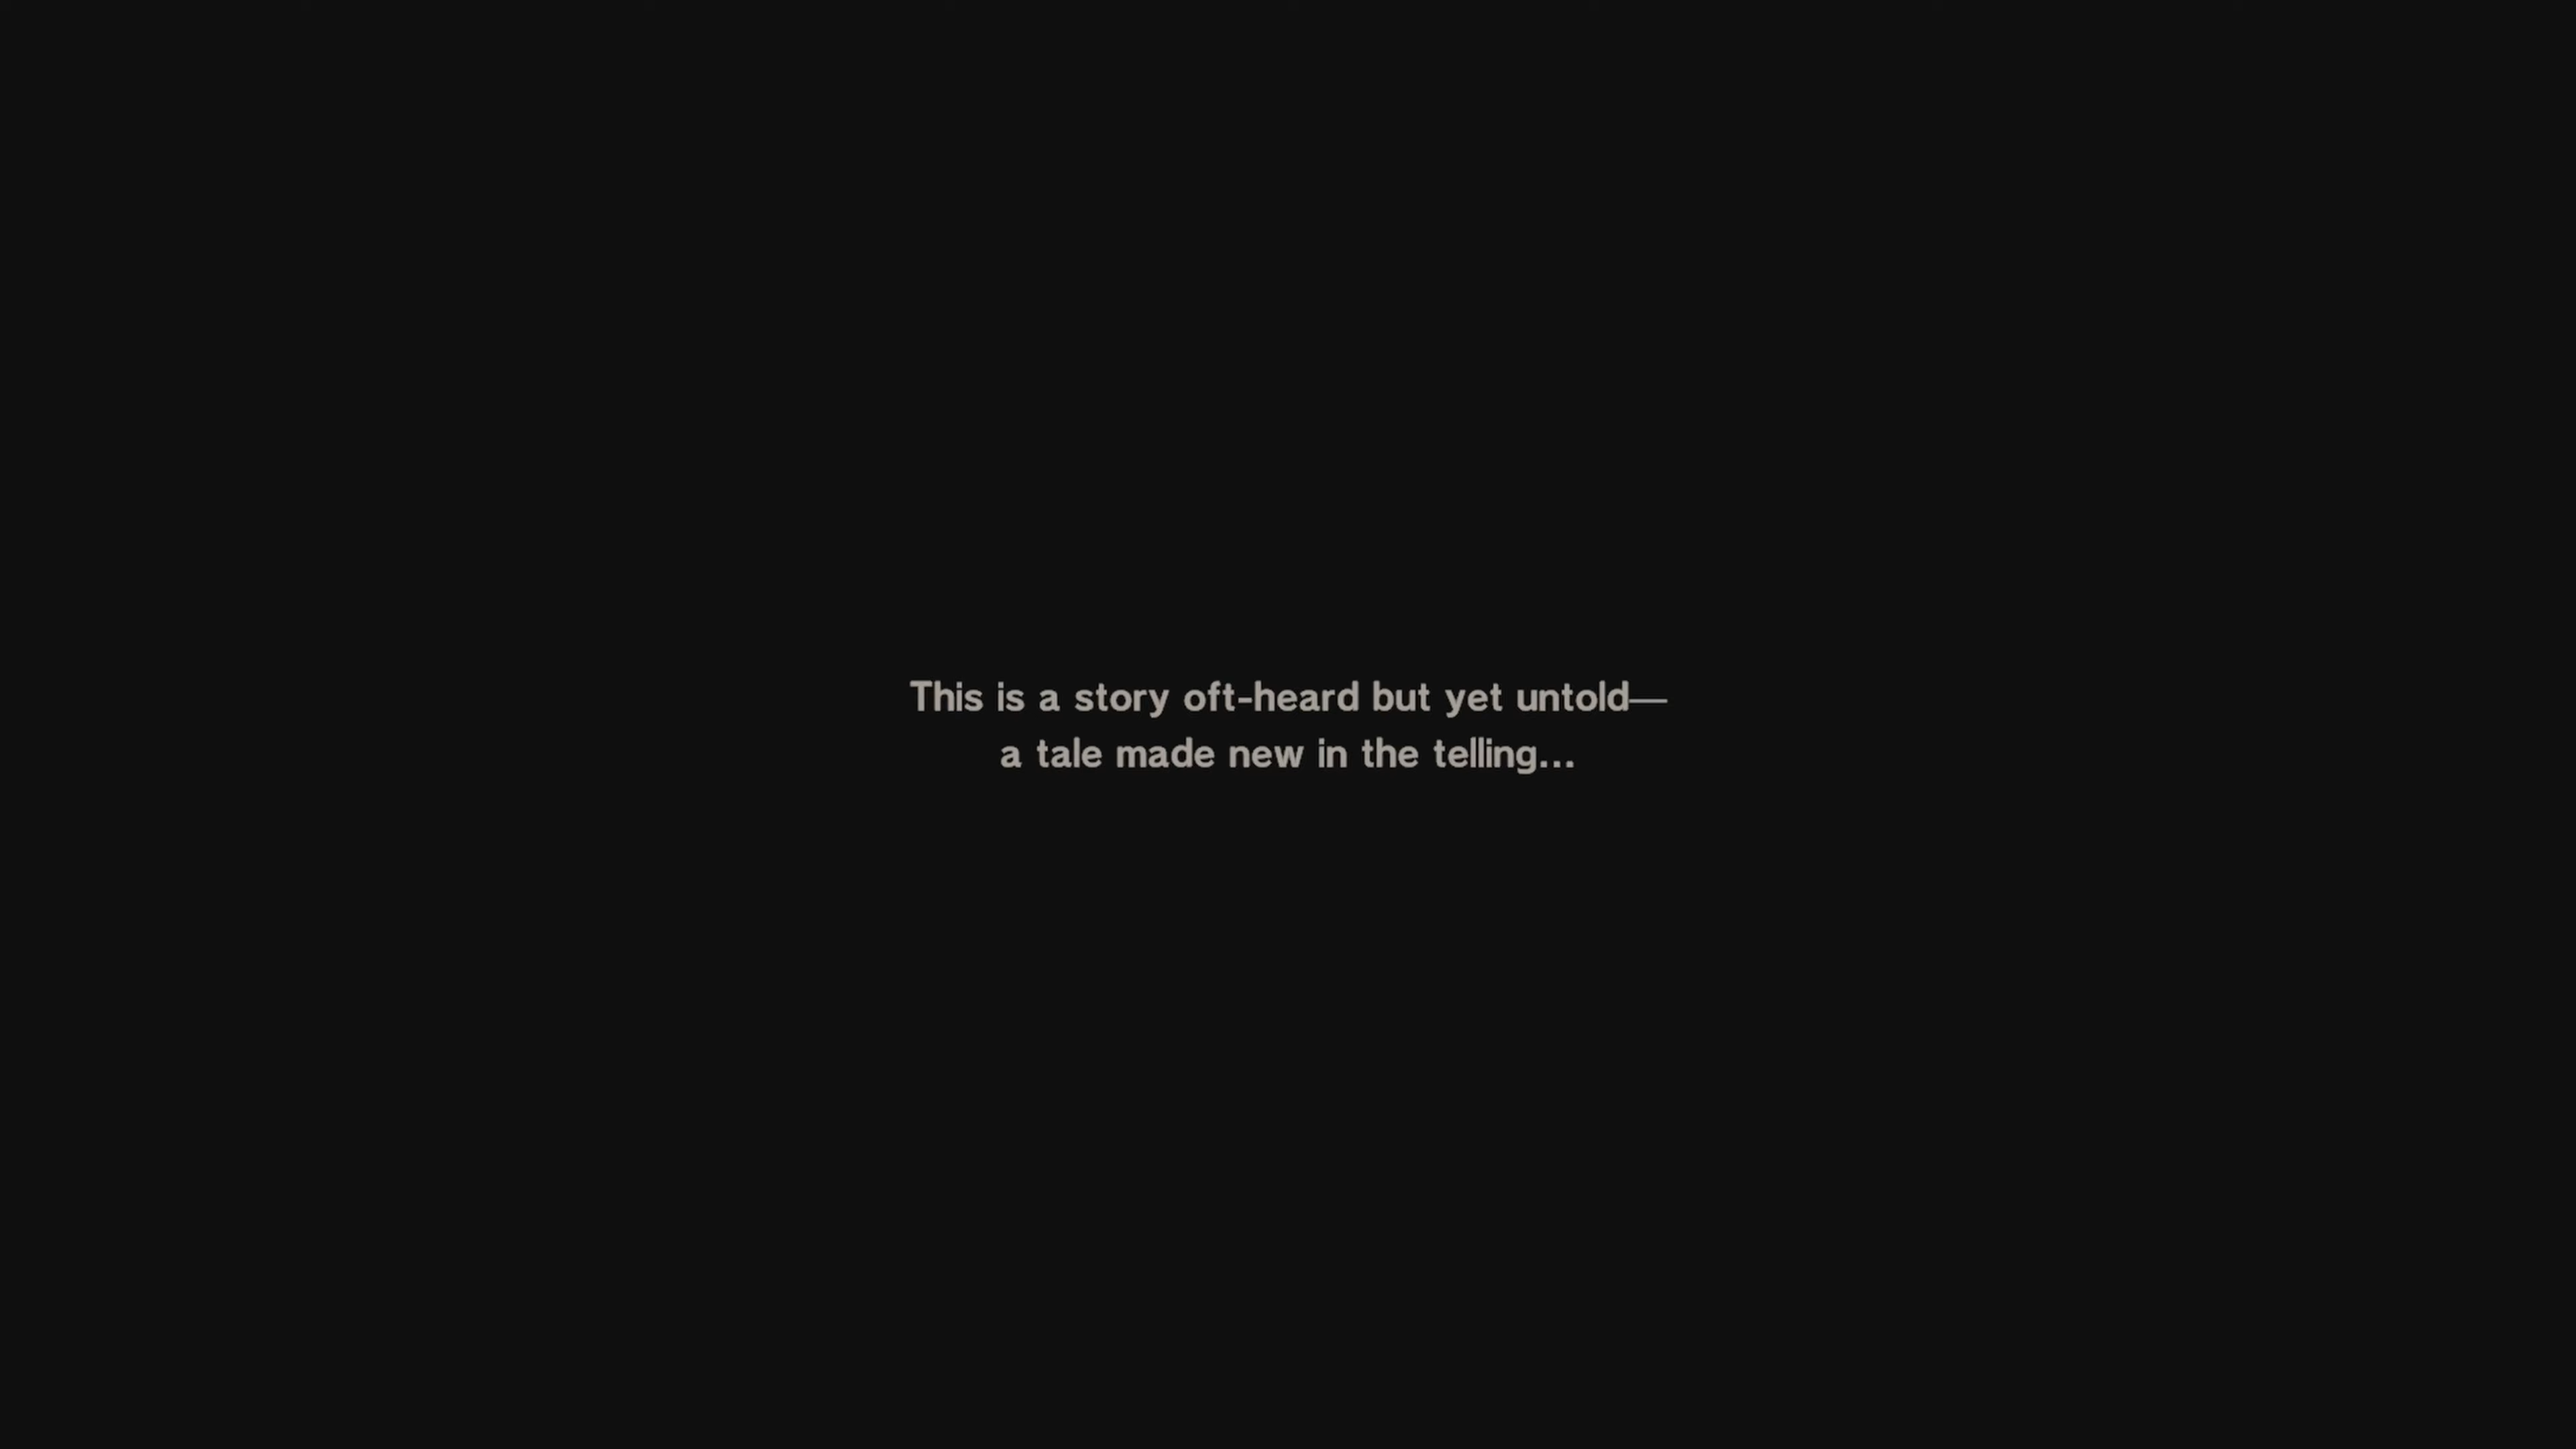 This is a story oft-heard but yet untold—
a tale made new in the telling...